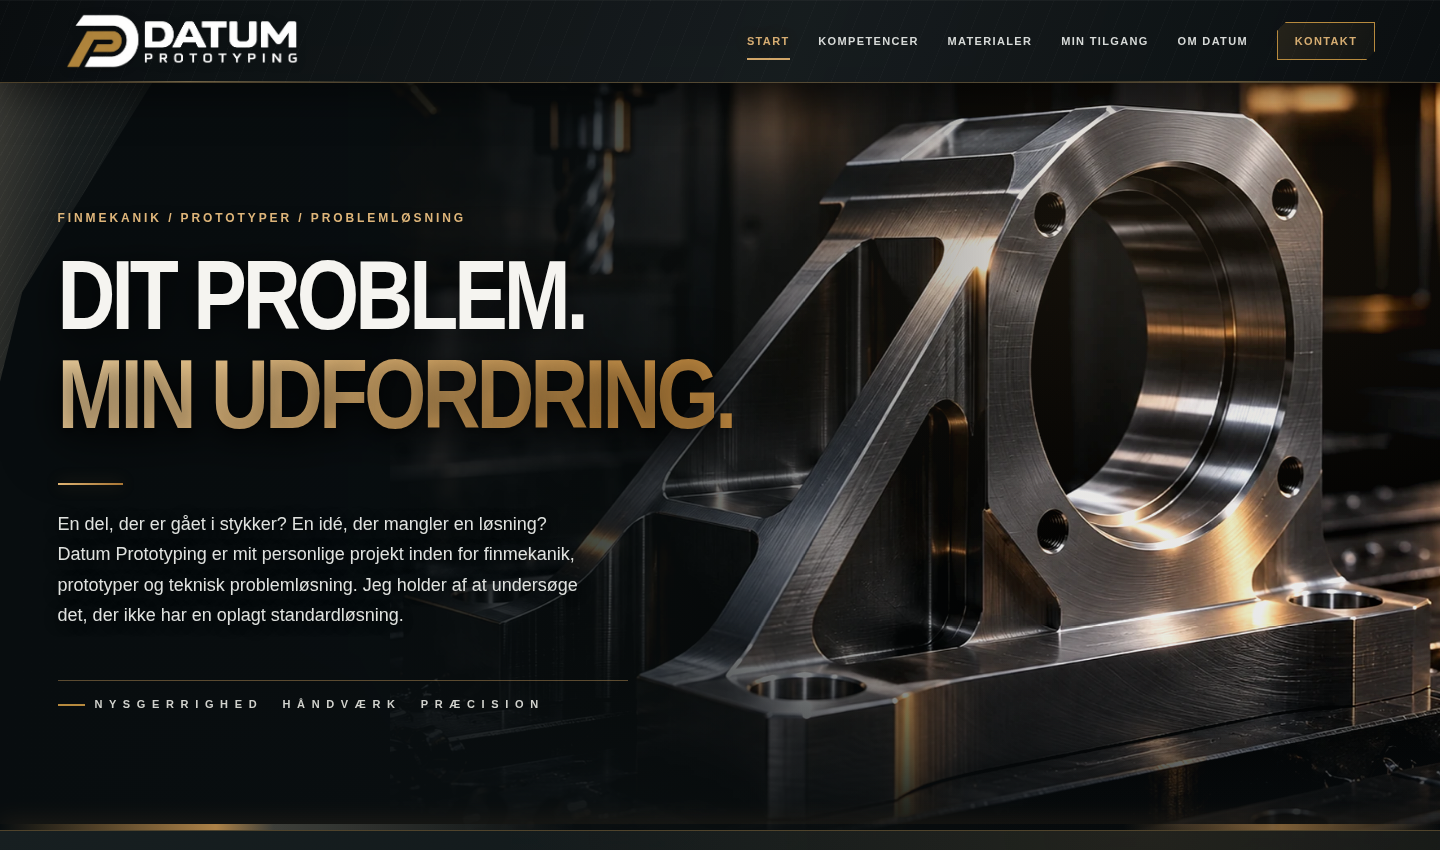 DATUM
PROTOTYPING
START KOMPETENCER MATERIALER MIN TILGANG OM DATUM KONTAKT
FINMEKANIK / PROTOTYPER / PROBLEMLØSNING
DIT PROBLEM.
MIN UDFORDRING.
En del, der er gået i stykker? En idé, der mangler en løsning?
Datum Prototyping er mit personlige projekt inden for finmekanik,
prototyper og teknisk problemløsning. Jeg holder af at undersøge
det, der ikke har en oplagt standardløsning.
NYSGERRIGHED HÅNDVÆRK PRÆCISION